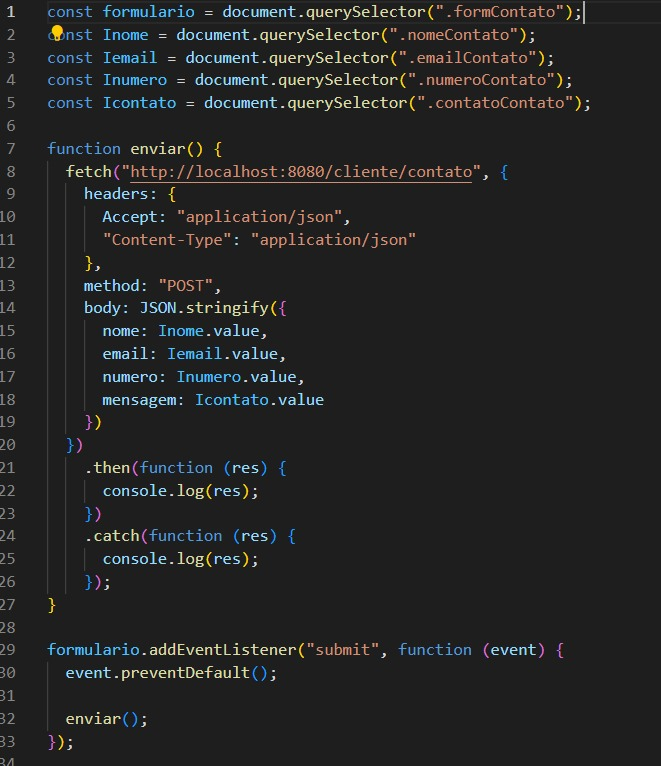 1 const formulario = document.querySelector(".formContato");
2 const Inome = document.querySelector(".nomeContato");
3 const Iemail = document.querySelector(".emailContato");
4 const Inumero = document.querySelector(".numeroContato");
5 const Icontato = document.querySelector(".contatoContato");
6
7 function enviar() {
8   fetch("http://localhost:8080/cliente/contato", {
9     headers: {
10       Accept: "application/json",
11       "Content-Type": "application/json"
12     },
13     method: "POST",
14     body: JSON.stringify({
15       nome: Inome.value,
16       email: Iemail.value,
17       numero: Inumero.value,
18       mensagem: Icontato.value
19     })
20   })
21     .then(function (res) {
22       console.log(res);
23     })
24     .catch(function (res) {
25       console.log(res);
26     });
27 }
28
29 formulario.addEventListener("submit", function (event) {
30   event.preventDefault();
31
32   enviar();
33 });
34